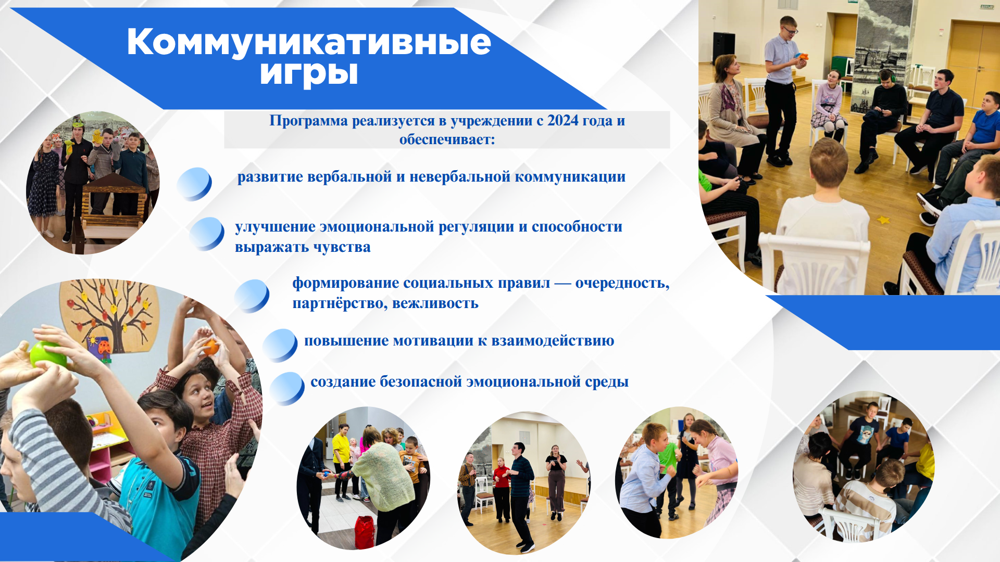 Коммуникативные
игры
Программа реализуется в учреждении с 2024 года и
обеспечивает:
развитие вербальной и невербальной коммуникации
улучшение эмоциональной регуляции и способности
выражать чувства
формирование социальных правил — очередность,
партнёрство, вежливость
повышение мотивации к взаимодействию
создание безопасной эмоциональной среды